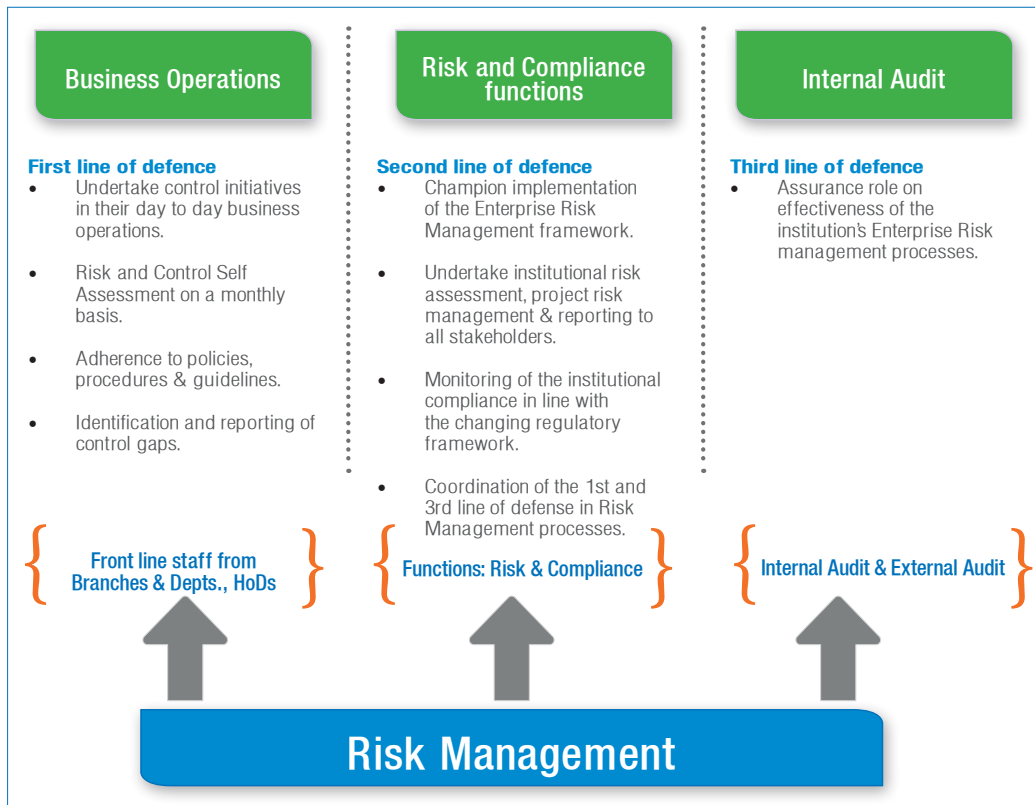 Business Operations
First line of defence
• Undertake control initiatives
in their day to day business
operations.
• Risk and Control Self
Assessment on a monthly
basis.
• Adherence to policies,
procedures & guidelines.
• Identification and reporting of
control gaps.
Front line staff from
Branches & Depts., HoDs
Risk and Compliance
functions
Second line of defence
• Champion implementation
of the Enterprise Risk
Management framework.
• Undertake institutional risk
assessment, project risk
management & reporting to
all stakeholders.
• Monitoring of the institutional
compliance in line with
the changing regulatory
framework.
• Coordination of the 1st and
3rd line of defense in Risk
Management processes.
Functions: Risk & Compliance
Internal Audit
Third line of defence
• Assurance role on
effectiveness of the
institution's Enterprise Risk
management processes.
Internal Audit & External Audit
Risk Management